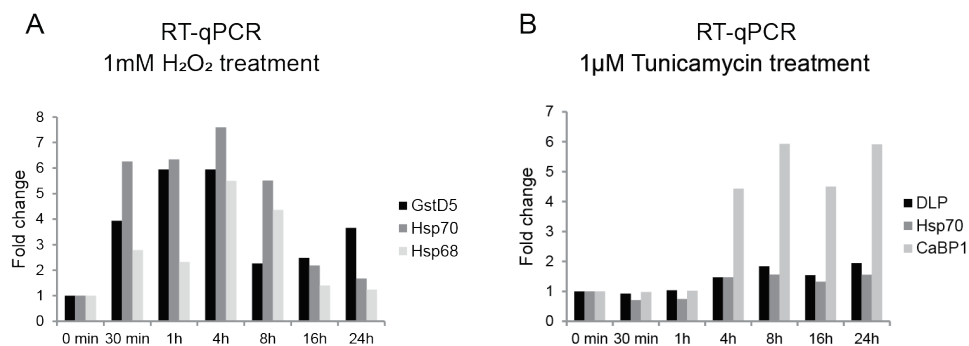 A
RT-qPCR
1mM H₂O₂ treatment
Fold change
8
7
6
5
4
3
2
1
0
0 min 30 min 1h 4h 8h 16h 24h
GstD5
Hsp70
Hsp68
B
RT-qPCR
1µM Tunicamycin treatment
Fold change
7
6
5
4
3
2
1
0
0 min 30 min 1h 4h 8h 16h 24h
DLP
Hsp70
CaBP1